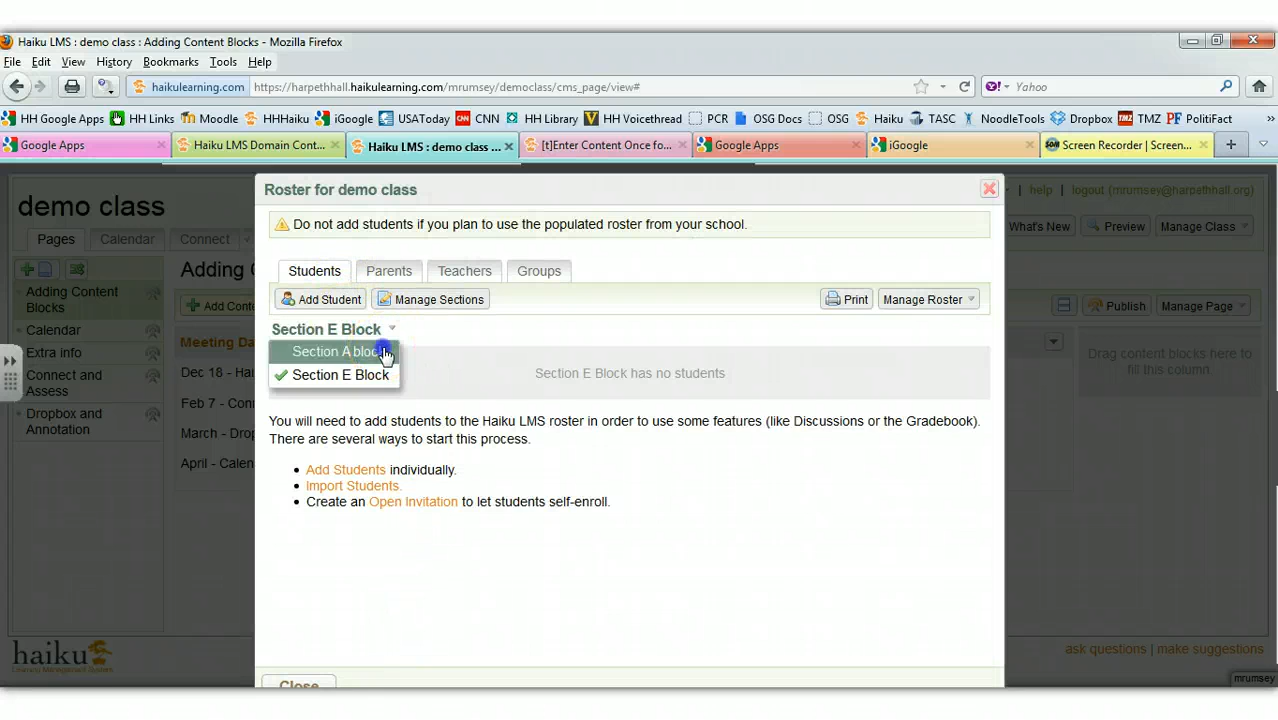 Haiku LMS : demo class : Adding Content Blocks - Mozilla Firefox
File Edit View History Bookmarks Tools Help
haikulearning.com https://harpethhall.haikulearning.com/mrumsey/democlass/cms_page/view# Yahoo
HH Google Apps HH Links Moodle HHHaiku iGoogle USAToday CNN HH Library HH Voicethread PCR OSG Docs OSG Haiku TASC NoodleTools Dropbox TMZ PolitiFact
Google Apps Haiku LMS Domain Cont... Haiku LMS : demo class ... [t]Enter Content Once fo... Google Apps iGoogle Screen Recorder | Screen...
Roster for demo class
demo class help logout (mrumsey@harpethhall.org)
Do not add students if you plan to use the populated roster from your school.
What's New Preview Manage Class
Pages Calendar Connect
Students Parents Teachers Groups
Adding
Add Student Manage Sections Print Manage Roster
Adding Content Blocks
Add Conte Publish Manage Page
Calendar
Section E Block
Meeting Da
Section A bloc
Extra info
Drag content blocks here to fill this column.
Dec 18 - Ha
Section E Block
Section E Block has no students
Connect and Assess
Feb 7 - Con
Dropbox and Annotation
You will need to add students to the Haiku LMS roster in order to use some features (like Discussions or the Gradebook).
March - Drop
There are several ways to start this process.
April - Calen
Add Students individually.
Import Students.
Create an Open Invitation to let students self-enroll.
haiku
Learning Management System
ask questions | make suggestions
Close
mrumsey